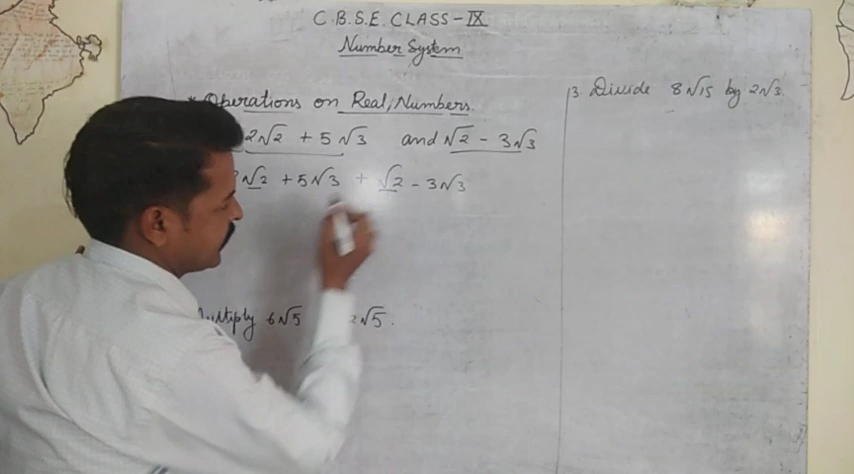 C.B.S.E. CLASS - IX
Number System
* Operations on Real Numbers.
2√2 + 5√3 and √2 - 3√3
√2 + 5√3 + √2 - 3√3
6√5 2√5.
3. Divide 8√15 by 2√3.